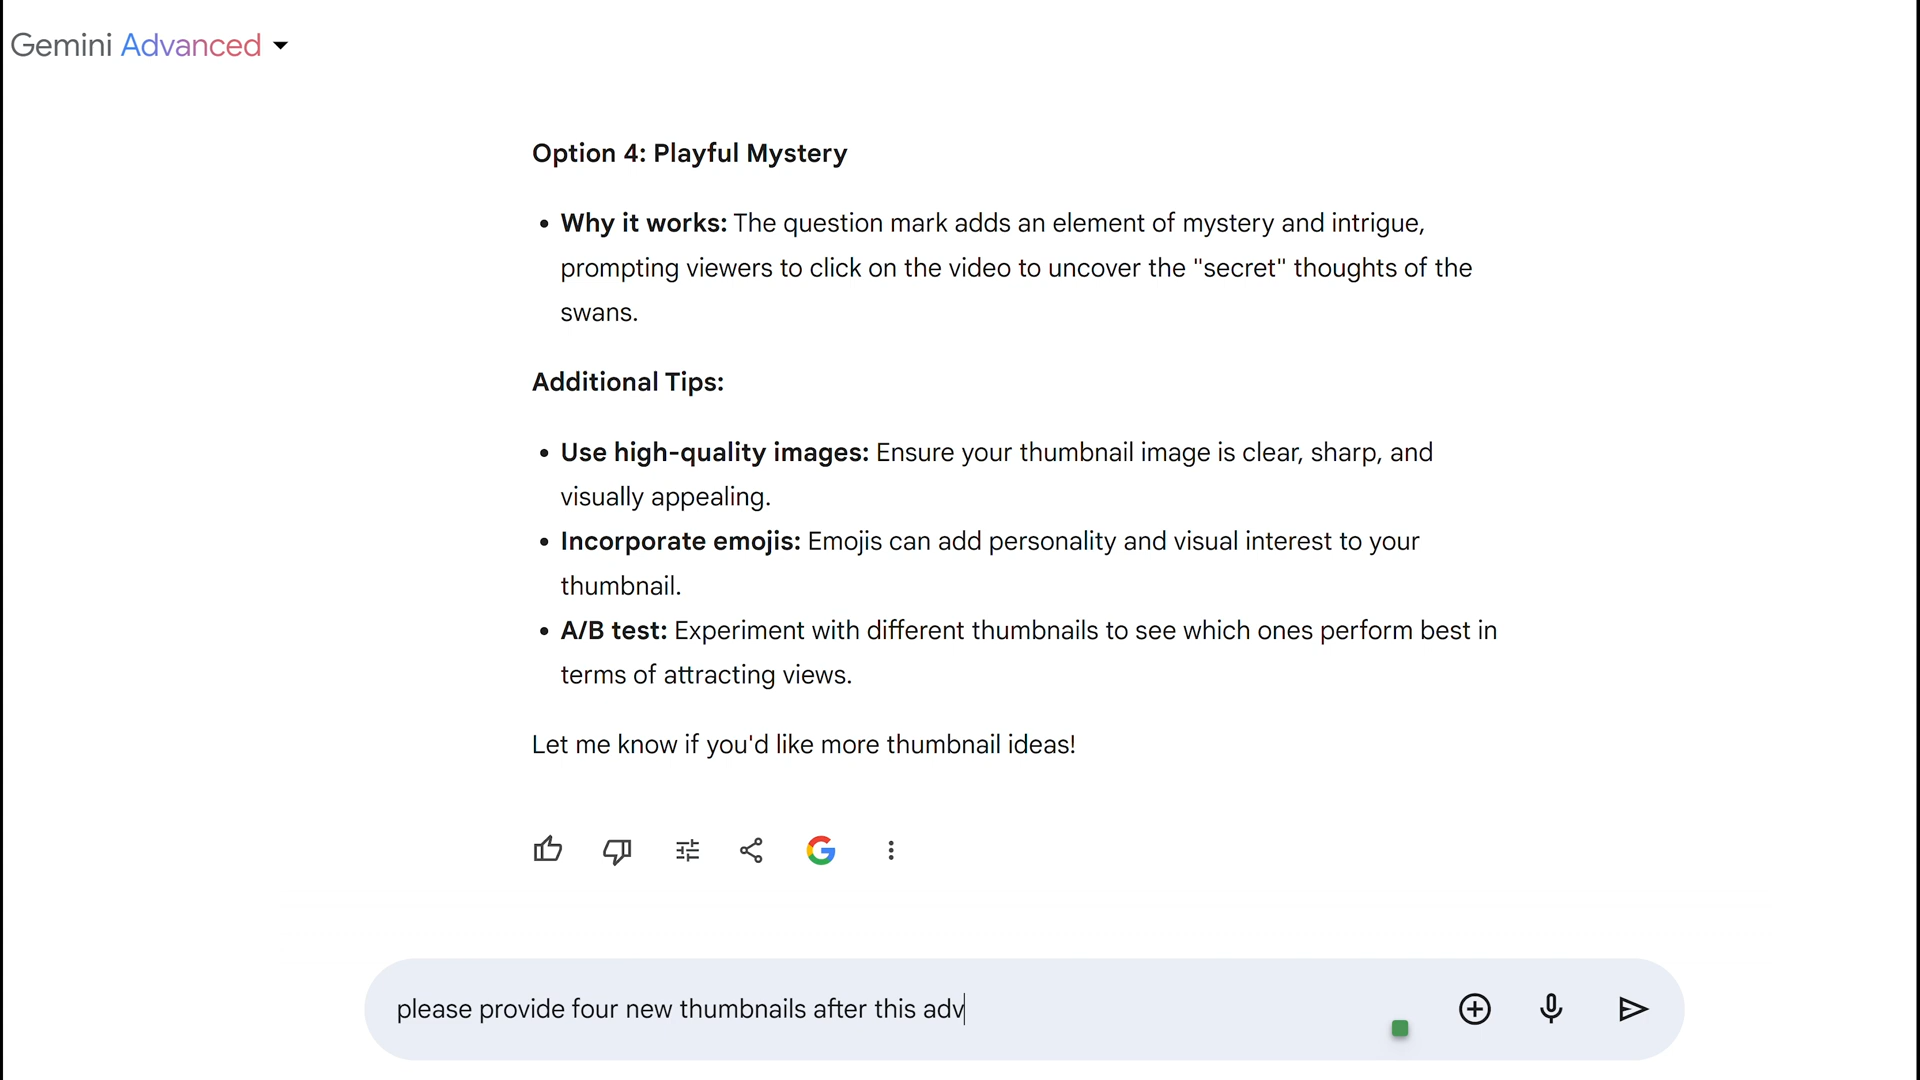 Gemini Advanced
Option 4: Playful Mystery
• Why it works: The question mark adds an element of mystery and intrigue,
prompting viewers to click on the video to uncover the "secret" thoughts of the
swans.
Additional Tips:
• Use high-quality images: Ensure your thumbnail image is clear, sharp, and
visually appealing.
• Incorporate emojis: Emojis can add personality and visual interest to your
thumbnail.
• A/B test: Experiment with different thumbnails to see which ones perform best in
terms of attracting views.
Let me know if you'd like more thumbnail ideas!
please provide four new thumbnails after this adv